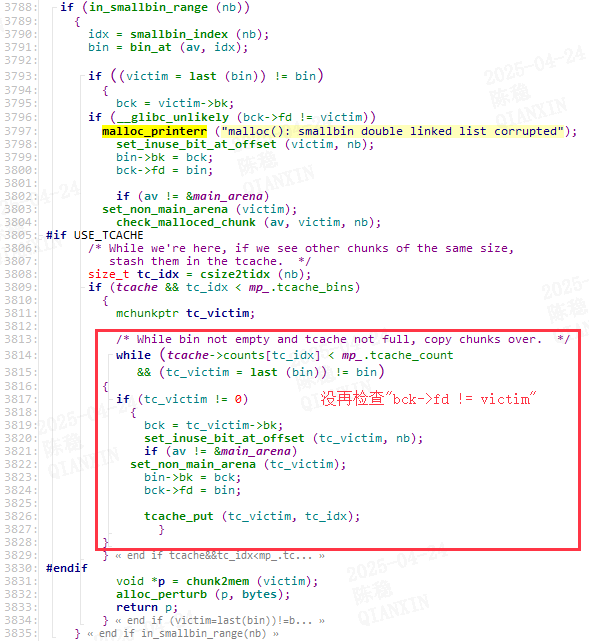 3788: if (in_smallbin_range (nb))
3789: {
3790: idx = smallbin_index (nb);
3791: bin = bin_at (av, idx);
3792:
3793: if ((victim = last (bin)) != bin)
3794: {
3795: bck = victim->bk;
3796: if (__glibc_unlikely (bck->fd != victim))
3797: malloc_printerr ("malloc(): smallbin double linked list corrupted");
3798: set_inuse_bit_at_offset (victim, nb);
3799: bin->bk = bck;
3800: bck->fd = bin;
3801:
3802: if (av != &main_arena)
3803: set_non_main_arena (victim);
3804: check_malloced_chunk (av, victim, nb);
3805: #if USE_TCACHE
3806: /* While we're here, if we see other chunks of the same size,
3807: stash them in the tcache. */
3808: size_t tc_idx = csize2tidx (nb);
3809: if (tcache && tc_idx < mp_.tcache_bins)
3810: {
3811: mchunkptr tc_victim;
3812:
3813: /* While bin not empty and tcache not full, copy chunks over. */
3814: while (tcache->counts[tc_idx] < mp_.tcache_count
3815: && (tc_victim = last (bin)) != bin)
3816: {
3817: if (tc_victim != 0) 没再检查"bck->fd != victim"
3818: {
3819: bck = tc_victim->bk;
3820: set_inuse_bit_at_offset (tc_victim, nb);
3821: if (av != &main_arena)
3822: set_non_main_arena (tc_victim);
3823: bin->bk = bck;
3824: bck->fd = bin;
3825:
3826: tcache_put (tc_victim, tc_idx);
3827: }
3828: }
3829: } « end if tcache&&tc_idx<mp_.tc... »
3830: #endif
3831: void *p = chunk2mem (victim);
3832: alloc_perturb (p, bytes);
3833: return p;
3834: } « end if (victim=last(bin))!=b... »
3835: } « end if in_smallbin_range(nb) »
2025-04-24
陈稳
QIANXIN